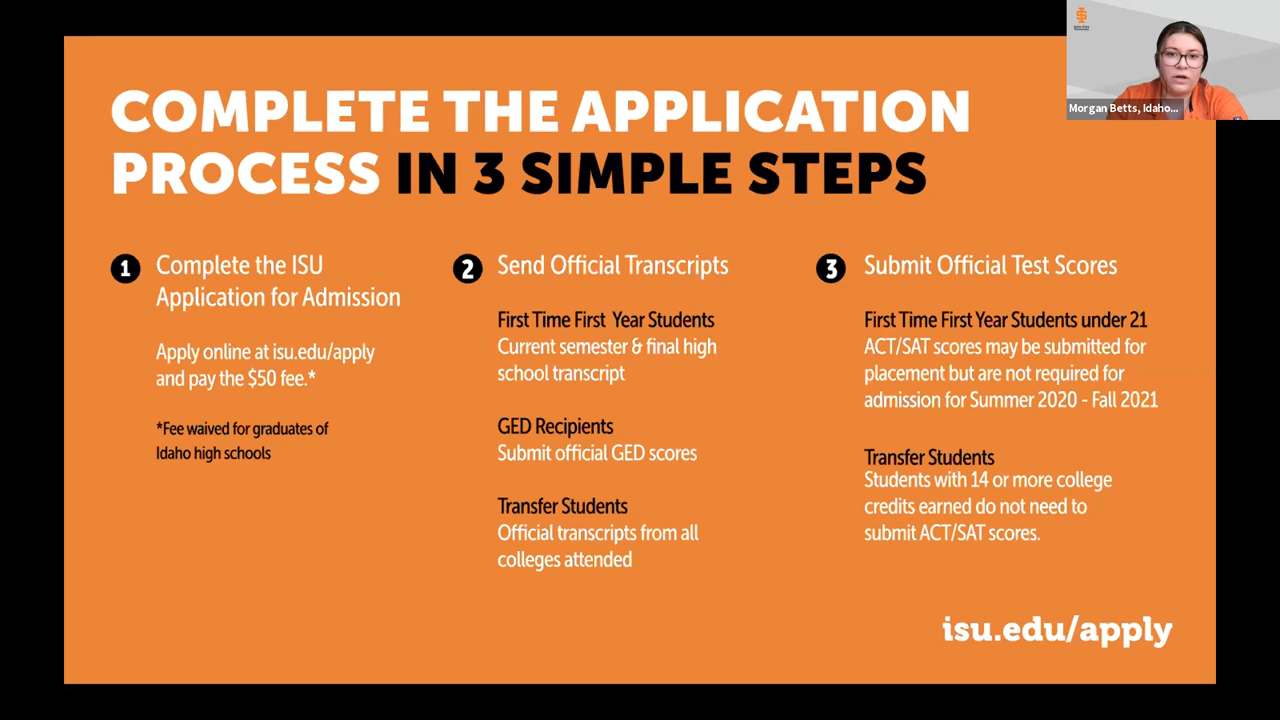 COMPLETE THE APPLICATION
PROCESS IN 3 SIMPLE STEPS
1 Complete the ISU
Application for Admission
Apply online at isu.edu/apply
and pay the $50 fee.*
*Fee waived for graduates of
Idaho high schools
2 Send Official Transcripts
First Time First Year Students
Current semester & final high
school transcript
GED Recipients
Submit official GED scores
Transfer Students
Official transcripts from all
colleges attended
3 Submit Official Test Scores
First Time First Year Students under 21
ACT/SAT scores may be submitted for
placement but are not required for
admission for Summer 2020 - Fall 2021
Transfer Students
Students with 14 or more college
credits earned do not need to
submit ACT/SAT scores.
isu.edu/apply
Morgan Betts, Idaho...